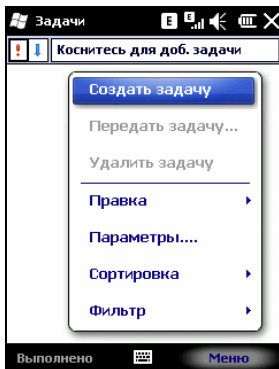 Задачи E E
! Коснитесь для доб. задачи
Создать задачу
Передать задачу...
Удалить задачу
Правка
Параметры....
Сортировка
Фильтр
Выполнено Меню